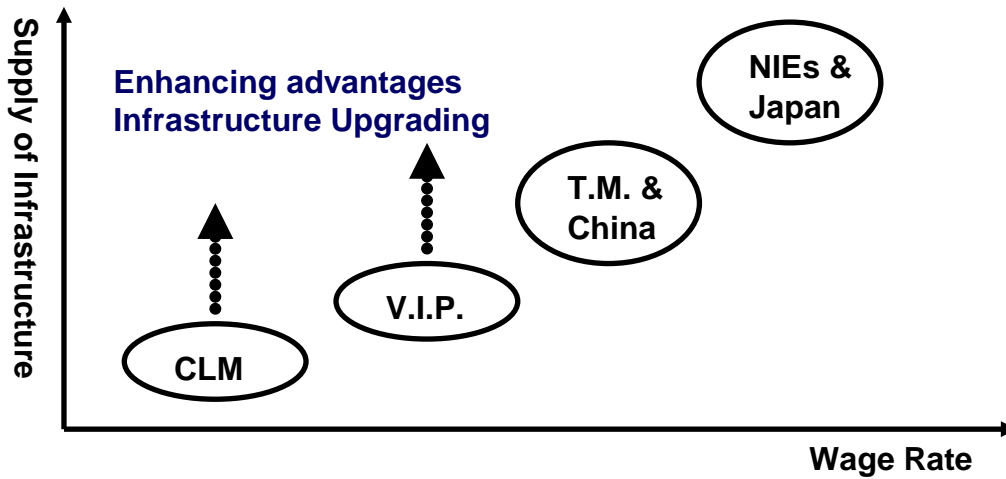 Supply of Infrastructure
Enhancing advantages
Infrastructure Upgrading
NIEs &
Japan
T.M. &
China
V.I.P.
CLM
Wage Rate